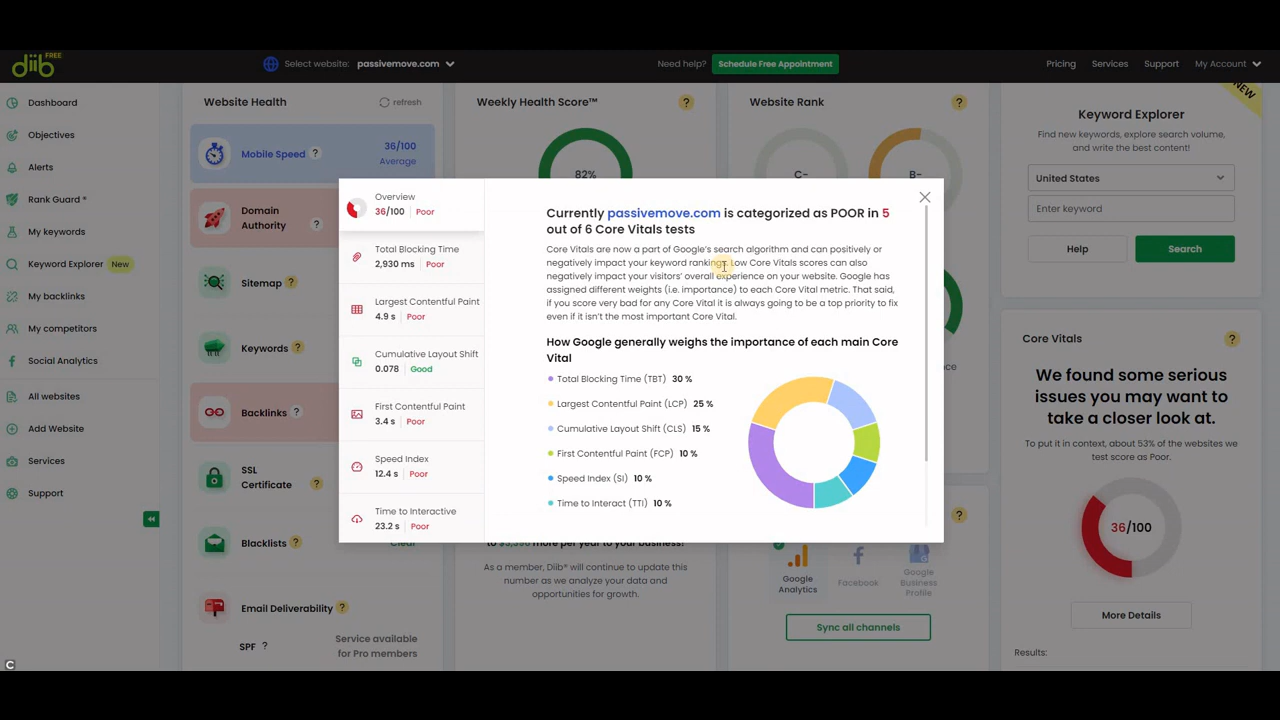 diib FREE
Select website: passivemove.com
Need help? Schedule Free Appointment
Pricing Services Support My Account
Dashboard
Objectives
Alerts
Rank Guard ®
My keywords
Keyword Explorer New
My backlinks
My competitors
Social Analytics
All websites
Add Website
Services
Support
Website Health refresh
Mobile Speed ? 36/100
Average
Domain
Authority ?
Sitemap ?
Keywords ?
Backlinks ?
SSL
Certificate ?
Blacklists ? Clear
Email Deliverability ?
SPF ? Service available
for Pro members
Weekly Health Score™ ?
82%
Website Rank ?
C- B-
Overview
36/100 Poor
Total Blocking Time
2,930 ms Poor
Largest Contentful Paint
4.9 s Poor
Cumulative Layout Shift
0.078 Good
First Contentful Paint
3.4 s Poor
Speed Index
12.4 s Poor
Time to Interactive
23.2 s Poor
Currently passivemove.com is categorized as POOR in 5
out of 6 Core Vitals tests
Core Vitals are now a part of Google's search algorithm and can positively or
negatively impact your keyword rankings. Low Core Vitals scores can also
negatively impact your visitors' overall experience on your website. Google has
assigned different weights (i.e. importance) to each Core Vital metric. That said,
if you score very bad for any Core Vital it is always going to be a top priority to fix
even if it isn't the most important Core Vital.
How Google generally weighs the importance of each main Core
Vital
Total Blocking Time (TBT) 30 %
Largest Contentful Paint (LCP) 25 %
Cumulative Layout Shift (CLS) 15 %
First Contentful Paint (FCP) 10 %
Speed Index (SI) 10 %
Time to Interact (TTI) 10 %
more per year to your business!
As a member, Diib® will continue to update this
number as we analyze your data and
opportunities for growth.
?
Google
Analytics
Facebook
Google
Business
Profile
Sync all channels
NEW
Keyword Explorer
Find new keywords, explore search volume,
and write the best content!
United States
Enter keyword
Help Search
Core Vitals ?
We found some serious
issues you may want to
take a closer look at.
To put it in context, about 53% of the websites we
test score as Poor.
36/100
More Details
Results:
C